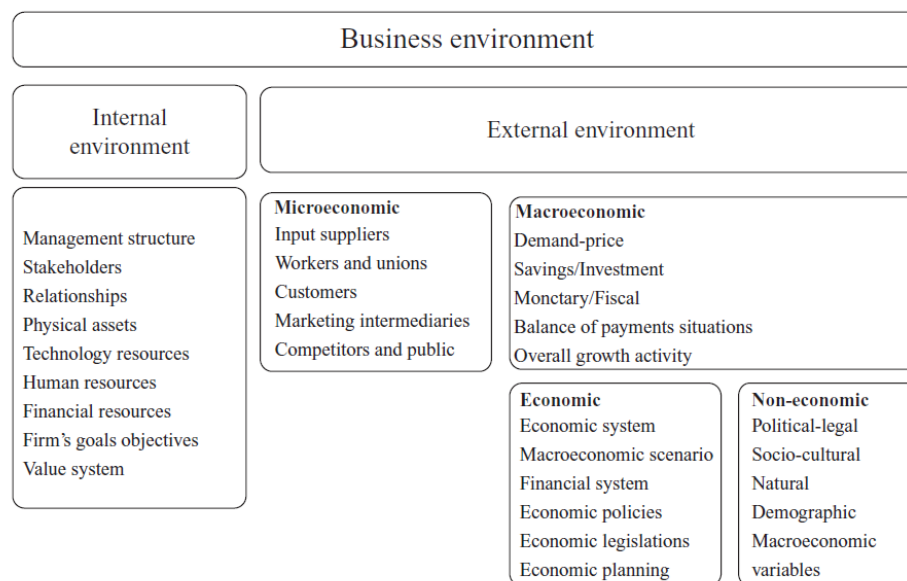 Business environment
Internal
environment
External environment
Management structure
Stakeholders
Relationships
Physical assets
Technology resources
Human resources
Financial resources
Firm's goals objectives
Value system
Microeconomic
Input suppliers
Workers and unions
Customers
Marketing intermediaries
Competitors and public
Macroeconomic
Demand-price
Savings/Investment
Monctary/Fiscal
Balance of payments situations
Overall growth activity
Economic
Economic system
Macroeconomic scenario
Financial system
Economic policies
Economic legislations
Economic planning
Non-economic
Political-legal
Socio-cultural
Natural
Demographic
Macroeconomic
variables